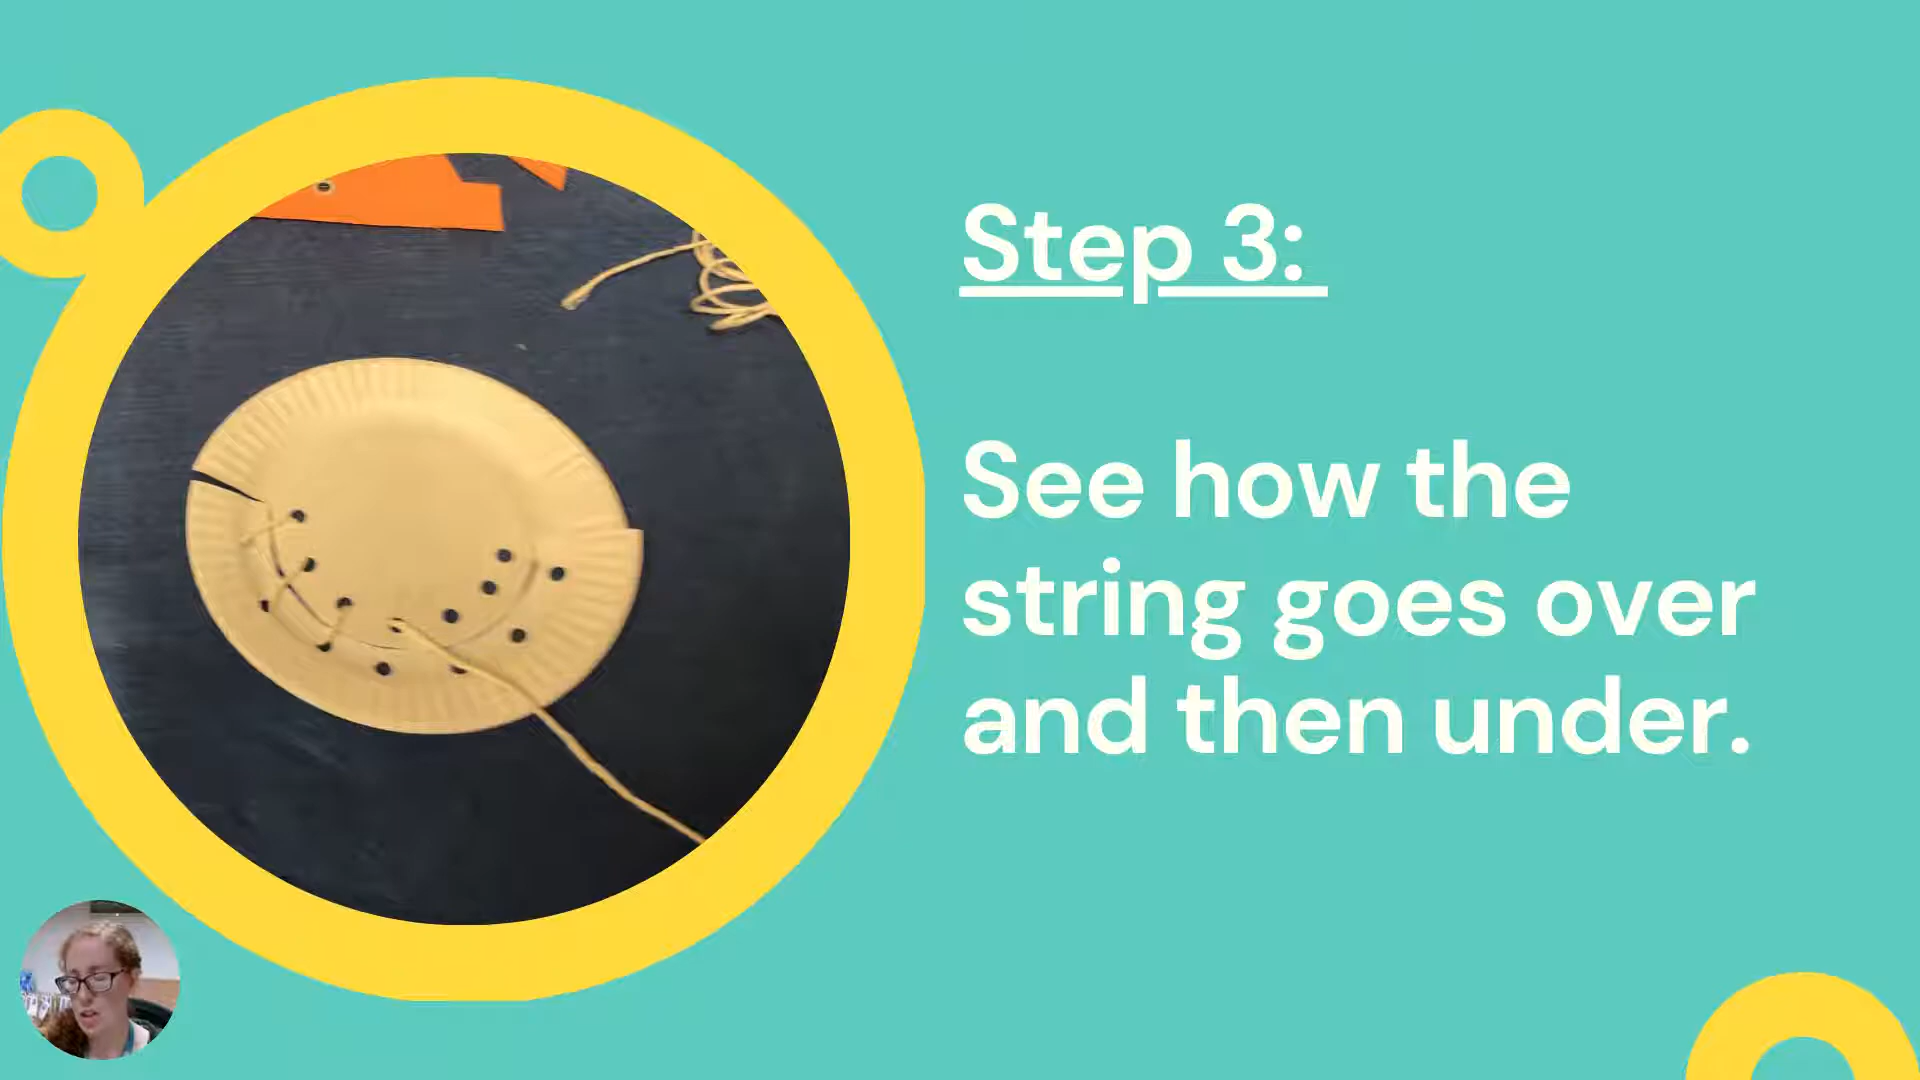 Step 3:
See how the
string goes over
and then under.